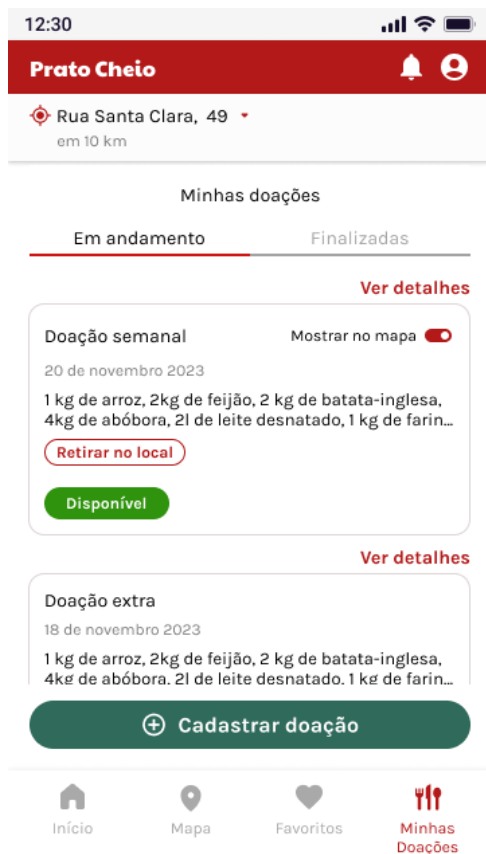 12:30
Prato Cheio
Rua Santa Clara, 49
em 10 km
Minhas doações
Em andamento
Finalizadas
Ver detalhes
Doação semanal
Mostrar no mapa
20 de novembro 2023
1 kg de arroz, 2kg de feijão, 2 kg de batata-inglesa,
4kg de abóbora, 2l de leite desnatado, 1 kg de farin...
Retirar no local
Disponível
Ver detalhes
Doação extra
18 de novembro 2023
1 kg de arroz, 2kg de feijão, 2 kg de batata-inglesa,
4kg de abóbora, 2l de leite desnatado, 1 kg de farin...
Cadastrar doação
Início
Mapa
Favoritos
Minhas
Doações